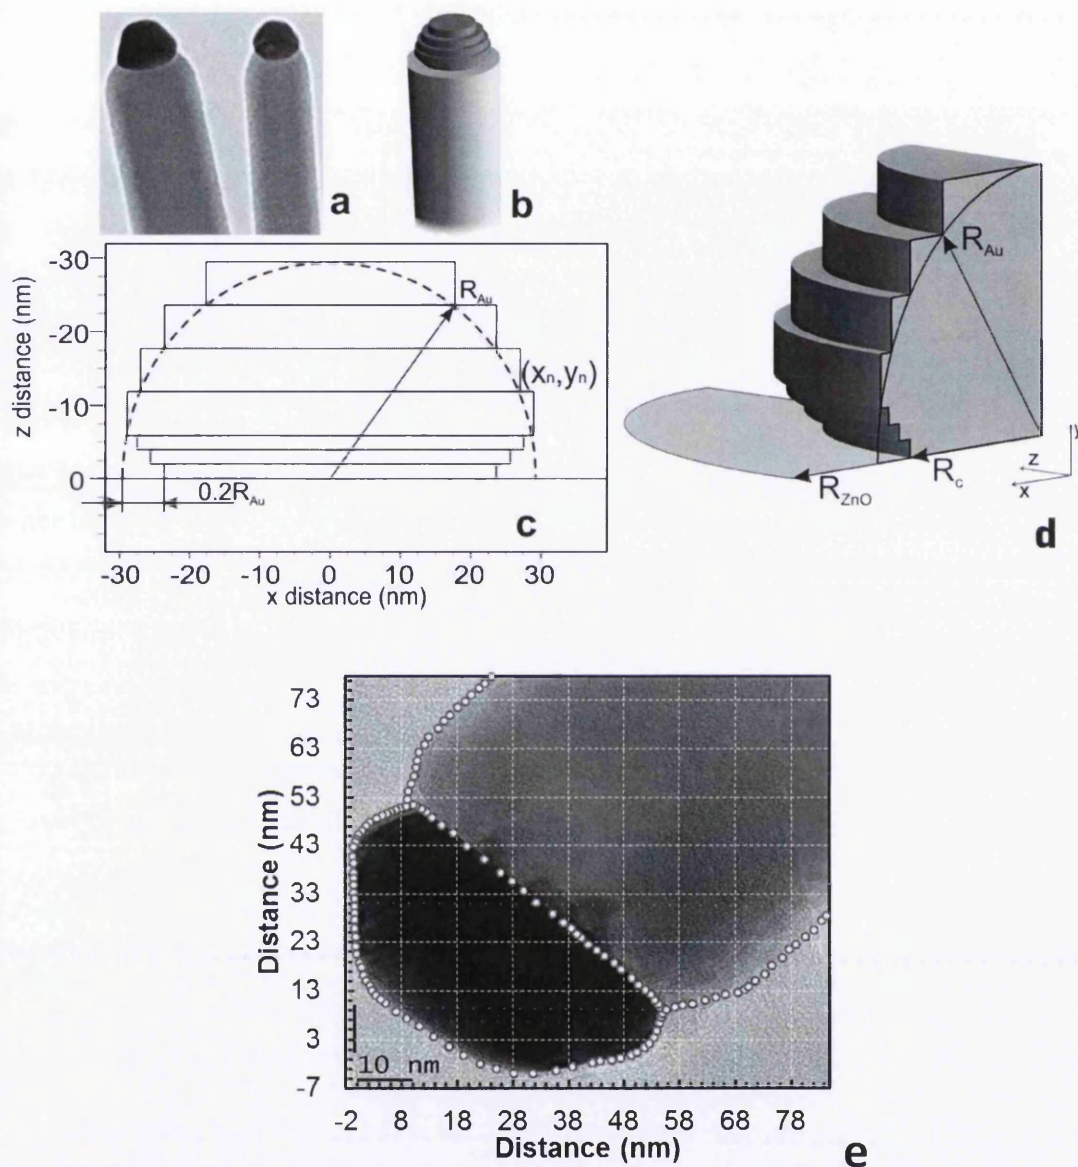 a
b
-30
-20
-10
0
z distance (nm)
R_Au
(x_n,y_n)
0.2R_Au
c
-30 -20 -10 0 10 20 30
x distance (nm)
R_Au
R_c
R_ZnO
y
z
x
d
73
63
53
43
33
23
13
3
-7
Distance (nm)
10 nm
-2 8 18 28 38 48 58 68 78
Distance (nm)
e